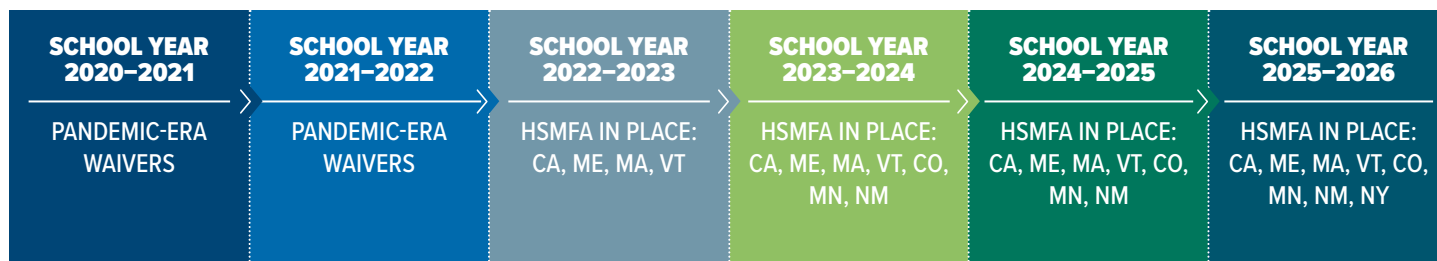 SCHOOL YEAR
2020–2021
PANDEMIC-ERA
WAIVERS
SCHOOL YEAR
2021–2022
PANDEMIC-ERA
WAIVERS
SCHOOL YEAR
2022–2023
HSMFA IN PLACE:
CA, ME, MA, VT
SCHOOL YEAR
2023–2024
HSMFA IN PLACE:
CA, ME, MA, VT, CO,
MN, NM
SCHOOL YEAR
2024–2025
HSMFA IN PLACE:
CA, ME, MA, VT, CO,
MN, NM
SCHOOL YEAR
2025–2026
HSMFA IN PLACE:
CA, ME, MA, VT, CO,
MN, NM, NY